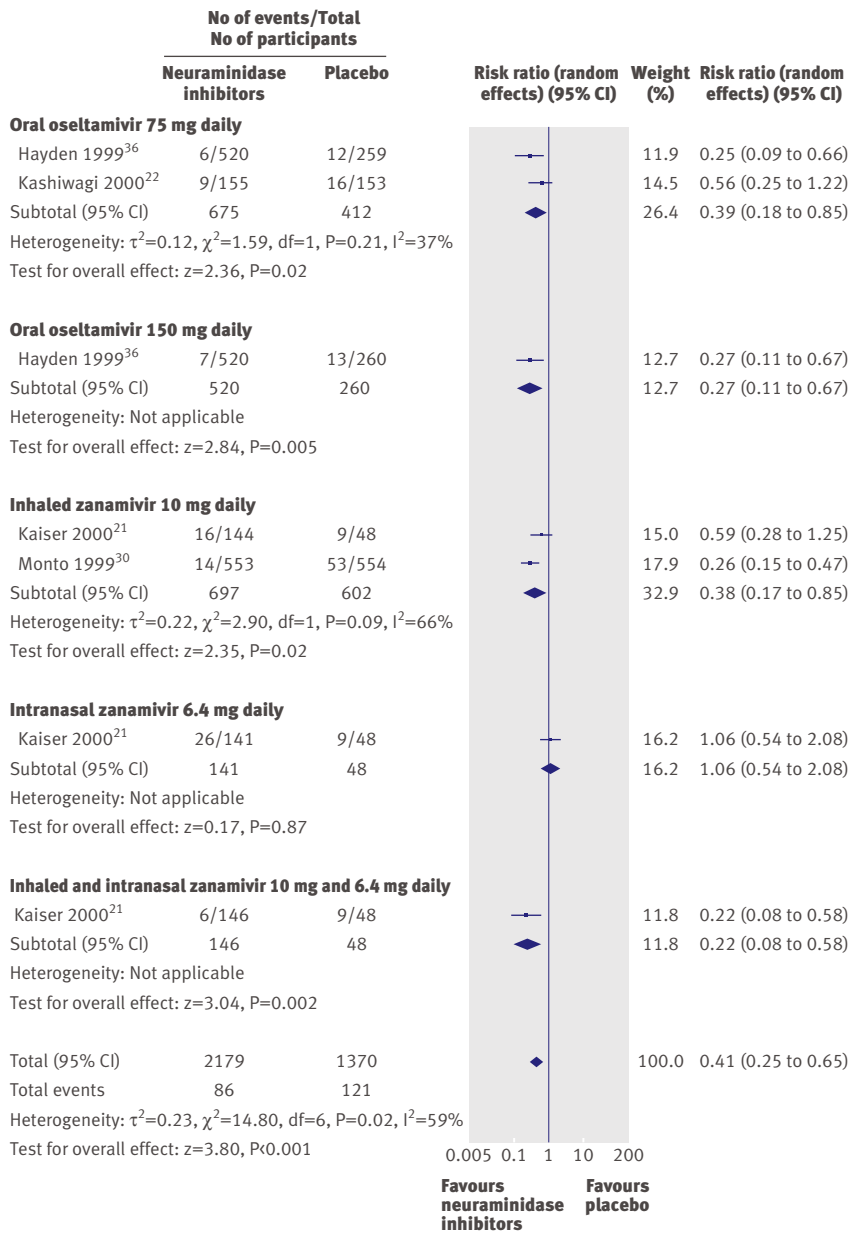 No of events/Total
No of participants
Neuraminidase inhibitors Placebo Risk ratio (random effects) (95% CI) Weight (%) Risk ratio (random effects) (95% CI)
Oral oseltamivir 75 mg daily
Hayden 1999³⁶ 6/520 12/259 11.9 0.25 (0.09 to 0.66)
Kashiwagi 2000²² 9/155 16/153 14.5 0.56 (0.25 to 1.22)
Subtotal (95% CI) 675 412 26.4 0.39 (0.18 to 0.85)
Heterogeneity: τ²=0.12, χ²=1.59, df=1, P=0.21, I²=37%
Test for overall effect: z=2.36, P=0.02
Oral oseltamivir 150 mg daily
Hayden 1999³⁶ 7/520 13/260 12.7 0.27 (0.11 to 0.67)
Subtotal (95% CI) 520 260 12.7 0.27 (0.11 to 0.67)
Heterogeneity: Not applicable
Test for overall effect: z=2.84, P=0.005
Inhaled zanamivir 10 mg daily
Kaiser 2000²¹ 16/144 9/48 15.0 0.59 (0.28 to 1.25)
Monto 1999³⁰ 14/553 53/554 17.9 0.26 (0.15 to 0.47)
Subtotal (95% CI) 697 602 32.9 0.38 (0.17 to 0.85)
Heterogeneity: τ²=0.22, χ²=2.90, df=1, P=0.09, I²=66%
Test for overall effect: z=2.35, P=0.02
Intranasal zanamivir 6.4 mg daily
Kaiser 2000²¹ 26/141 9/48 16.2 1.06 (0.54 to 2.08)
Subtotal (95% CI) 141 48 16.2 1.06 (0.54 to 2.08)
Heterogeneity: Not applicable
Test for overall effect: z=0.17, P=0.87
Inhaled and intranasal zanamivir 10 mg and 6.4 mg daily
Kaiser 2000²¹ 6/146 9/48 11.8 0.22 (0.08 to 0.58)
Subtotal (95% CI) 146 48 11.8 0.22 (0.08 to 0.58)
Heterogeneity: Not applicable
Test for overall effect: z=3.04, P=0.002
Total (95% CI) 2179 1370 100.0 0.41 (0.25 to 0.65)
Total events 86 121
Heterogeneity: τ²=0.23, χ²=14.80, df=6, P=0.02, I²=59%
Test for overall effect: z=3.80, P<0.001
0.005 0.1 1 10 200
Favours neuraminidase inhibitors Favours placebo